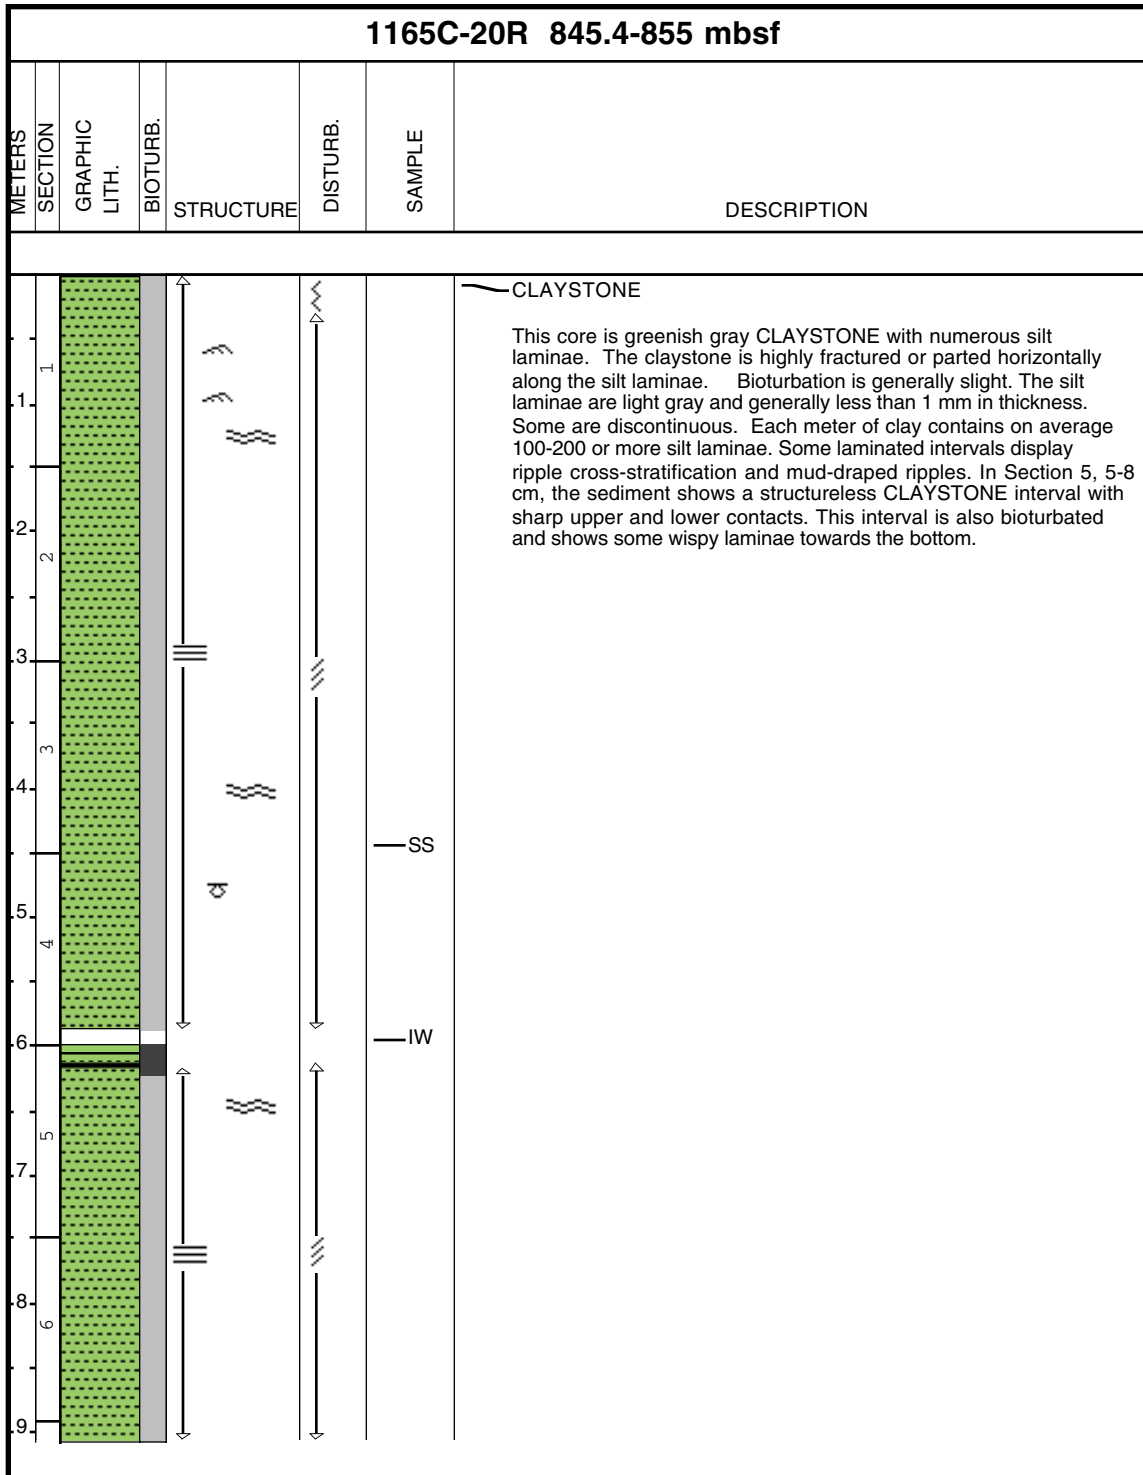 1165C-20R 845.4-855 mbsf
METERS
SECTION
GRAPHIC
LITH.
BIOTURB.
STRUCTURE
DISTURB.
SAMPLE
DESCRIPTION
CLAYSTONE
This core is greenish gray CLAYSTONE with numerous silt
laminae. The claystone is highly fractured or parted horizontally
along the silt laminae. Bioturbation is generally slight. The silt
laminae are light gray and generally less than 1 mm in thickness.
Some are discontinuous. Each meter of clay contains on average
100-200 or more silt laminae. Some laminated intervals display
ripple cross-stratification and mud-draped ripples. In Section 5, 5-8
cm, the sediment shows a structureless CLAYSTONE interval with
sharp upper and lower contacts. This interval is also bioturbated
and shows some wispy laminae towards the bottom.
1
1
2
2
3
3
4
SS
5
4
6
IW
5
7
8
6
9